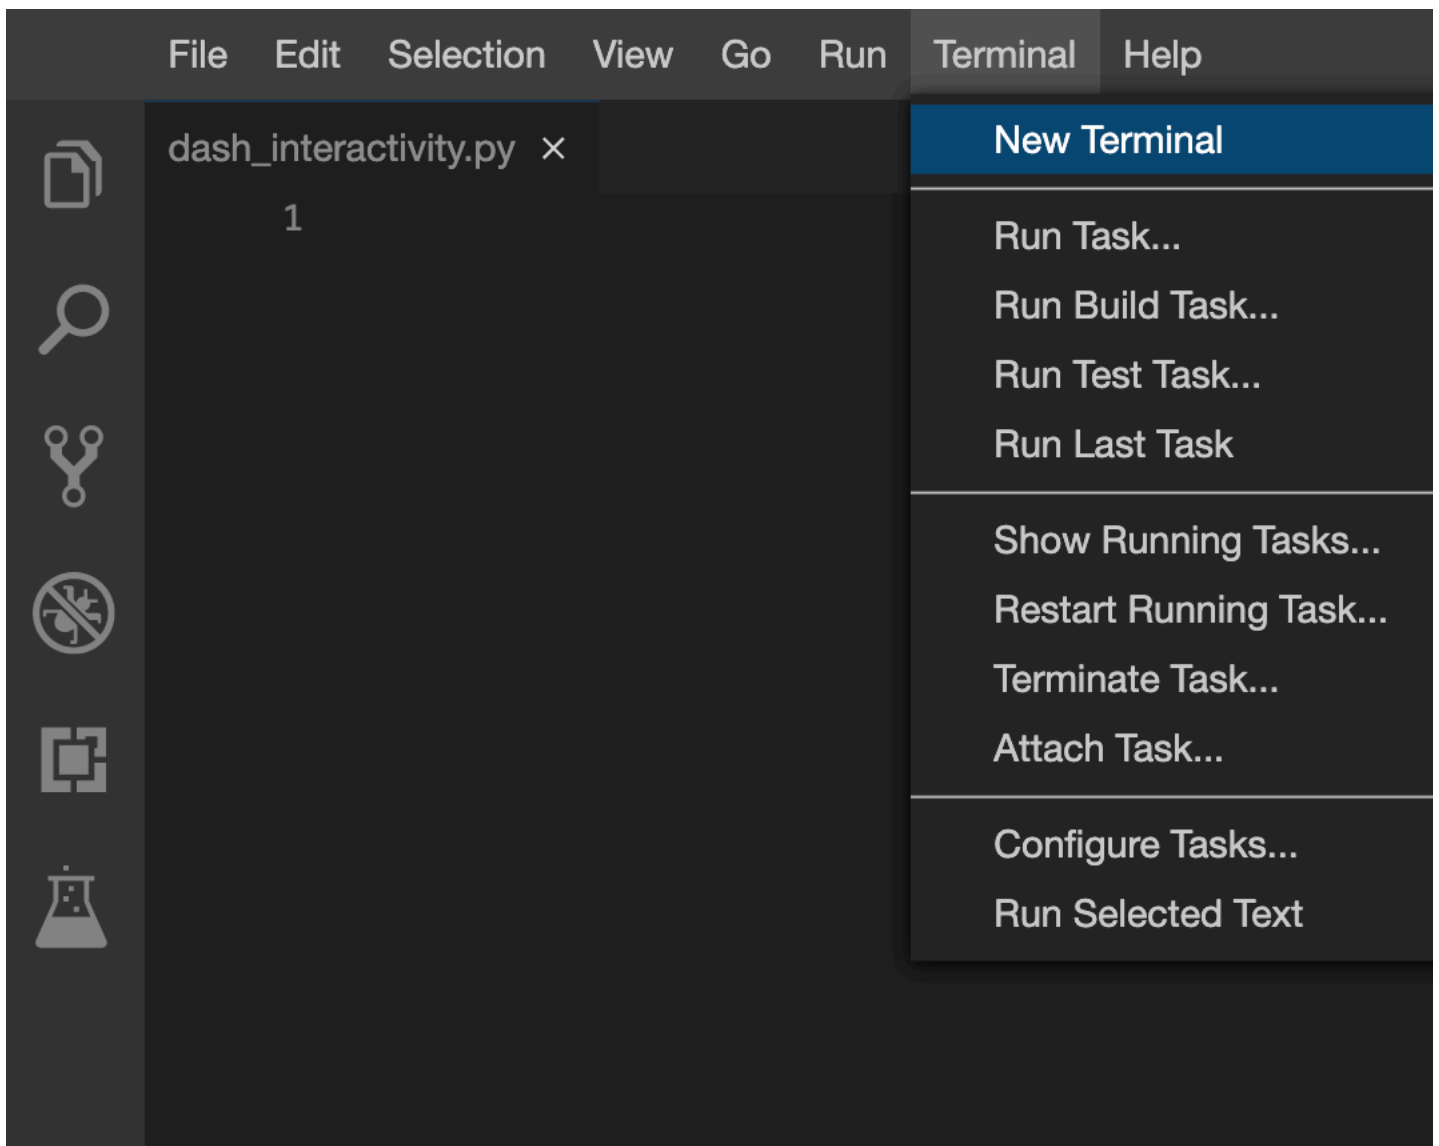 File Edit Selection View Go Run Terminal Help
dash_interactivity.py ×
1
New Terminal
Run Task...
Run Build Task...
Run Test Task...
Run Last Task
Show Running Tasks...
Restart Running Task...
Terminate Task...
Attach Task...
Configure Tasks...
Run Selected Text